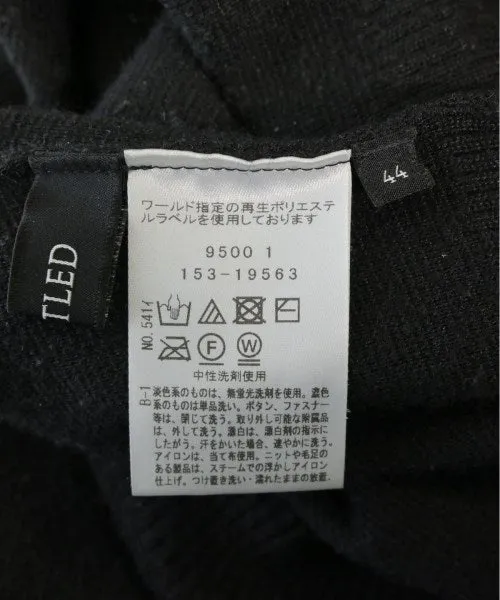 ワールド指定の再生ポリエステ
ルラベルを使用しております
9500 1
153-19563
NO.541イ
F
W
中性洗剤使用
B-1
淡色系のものは、無蛍光洗剤を使用。濃色
系のものは単品洗い。ボタン、ファスナー
等は、閉じて洗う。取り外し可能な附属品
は、外して洗う。漂白は、漂白剤の指示に
したがう。汗をかいた場合、速やかに洗う。
アイロンは、当て布使用。ニットや毛足の
ある製品は、スチームでの浮かしアイロン
仕上げ。つけ置き洗い・濡れたままの放置、
44
TLED